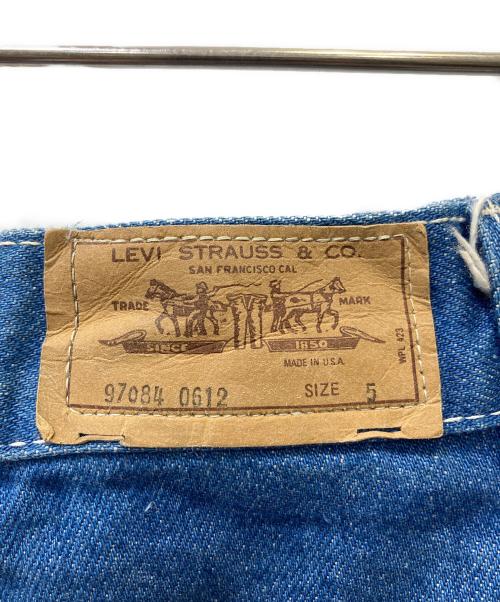 LEVI STRAUSS & CO.
SAN FRANCISCO CAL
TRADE MARK
SINCE 1850
MADE IN U.S.A.
WPL 423
97084 0612 SIZE 5